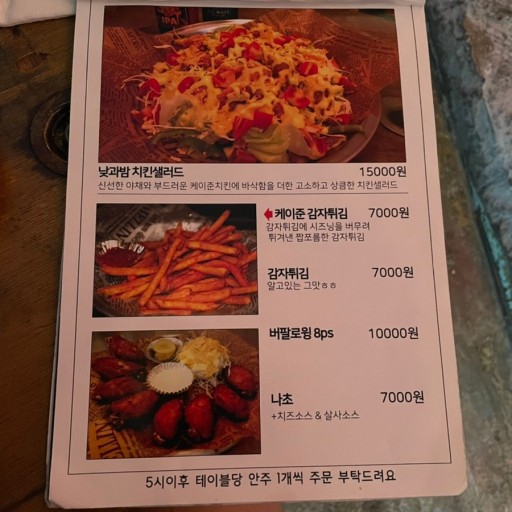 낮과밤 치킨샐러드 15000원
신선한 야채와 부드러운 케이준치킨에 바삭함을 더한 고소하고 상큼한 치킨샐러드
케이준 감자튀김 7000원
감자튀김에 시즈닝을 버무려
튀겨낸 짭포름한 감자튀김
감자튀김 7000원
알고있는 그맛ㅎㅎ
버팔로윙 8ps 10000원
나초 7000원
+치즈소스 & 살사소스
5시이후 테이블당 안주 1개씩 주문 부탁드려요